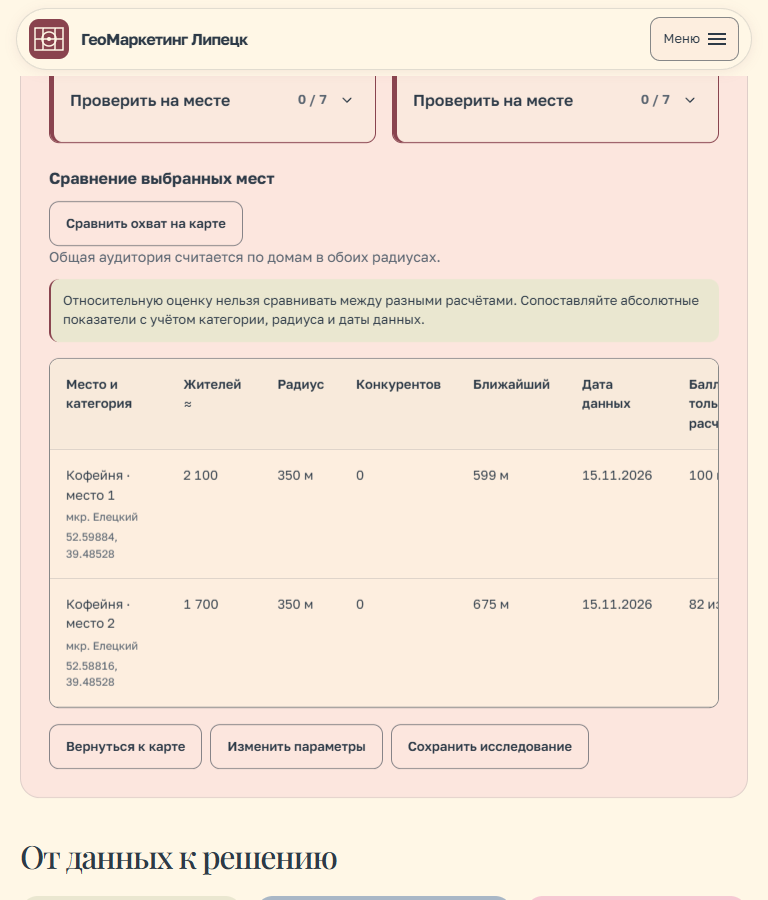 ГеоМаркетинг Липецк
Меню
Проверить на месте 0 / 7
Проверить на месте 0 / 7
Сравнение выбранных мест
Сравнить охват на карте
Общая аудитория считается по домам в обоих радиусах.
Относительную оценку нельзя сравнивать между разными расчётами. Сопоставляйте абсолютные
показатели с учётом категории, радиуса и даты данных.
Место и
категория
Жителей
≈
Радиус
Конкурентов
Ближайший
Дата
данных
Балл
Кофейня ·
место 1
мкр. Елецкий
52.59884,
39.48528
2 100
350 м
0
599 м
15.11.2026
100
Кофейня ·
место 2
мкр. Елецкий
52.58816,
39.48528
1 700
350 м
0
675 м
15.11.2026
82 из
Вернуться к карте
Изменить параметры
Сохранить исследование
От данных к решению